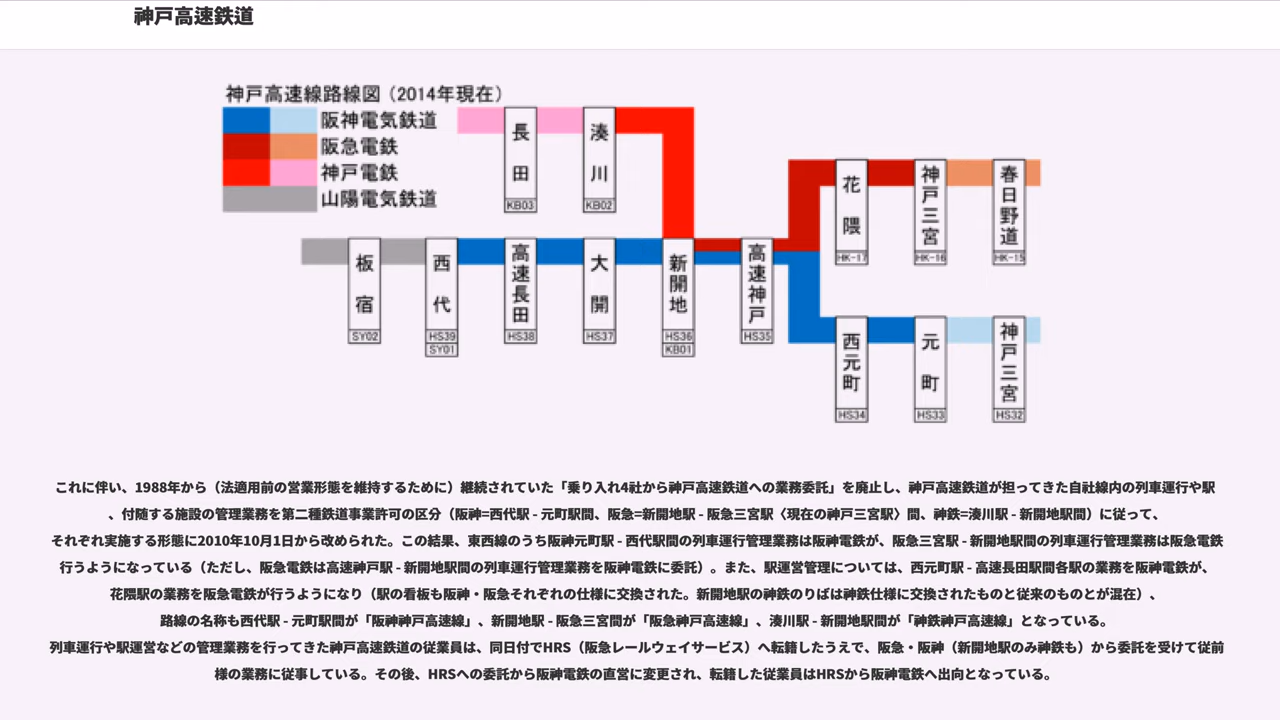 神戸高速鉄道
神戸高速線路線図（2014年現在）
阪神電気鉄道
阪急電鉄
神戸電鉄
山陽電気鉄道
長田
KB03
湊川
KB02
花隈
HK-17
神戸三宮
HK-16
春日野道
HK-15
板宿
SY02
西代
HS39
SY01
高速長田
HS38
大開
HS37
新開地
HS36
KB01
高速神戸
HS35
西元町
HS34
元町
HS33
神戸三宮
HS32
これに伴い、1988年から（法適用前の営業形態を維持するために）継続されていた「乗り入れ4社から神戸高速鉄道への業務委託」を廃止し、神戸高速鉄道が担ってきた自社線内の列車運行や駅
、付随する施設の管理業務を第二種鉄道事業許可の区分（阪神=西代駅 - 元町駅間、阪急=新開地駅 - 阪急三宮駅〈現在の神戸三宮駅〉間、神鉄=湊川駅 - 新開地駅間）に従って、
それぞれ実施する形態に2010年10月1日から改められた。この結果、東西線のうち阪神元町駅 - 西代駅間の列車運行管理業務は阪神電鉄が、阪急三宮駅 - 新開地駅間の列車運行管理業務は阪急電鉄
行うようになっている（ただし、阪急電鉄は高速神戸駅 - 新開地駅間の列車運行管理業務を阪神電鉄に委託）。また、駅運営管理については、西元町駅 - 高速長田駅間各駅の業務を阪神電鉄が、
花隈駅の業務を阪急電鉄が行うようになり（駅の看板も阪神・阪急それぞれの仕様に交換された。新開地駅の神鉄のりばは神鉄仕様に交換されたものと従来のものとが混在）、
路線の名称も西代駅 - 元町駅間が「阪神神戸高速線」、新開地駅 - 阪急三宮間が「阪急神戸高速線」、湊川駅 - 新開地駅間が「神鉄神戸高速線」となっている。
列車運行や駅運営などの管理業務を行ってきた神戸高速鉄道の従業員は、同日付でHRS（阪急レールウェイサービス）へ転籍したうえで、阪急・阪神（新開地駅のみ神鉄も）から委託を受けて従前
様の業務に従事している。その後、HRSへの委託から阪神電鉄の直営に変更され、転籍した従業員はHRSから阪神電鉄へ出向となっている。